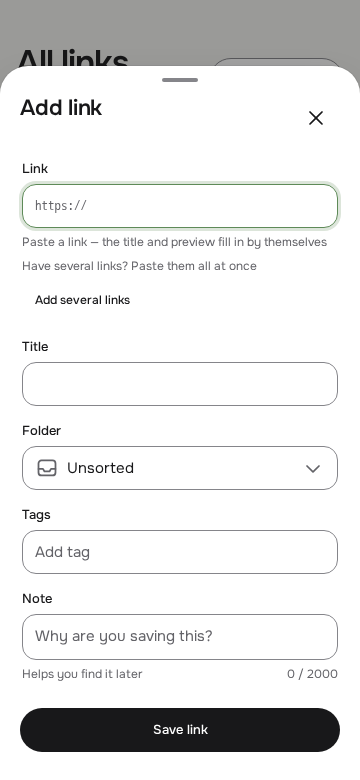 All links
Add link
Link
https://
Paste a link — the title and preview fill in by themselves
Have several links? Paste them all at once
Add several links
Title
Folder
Unsorted
Tags
Add tag
Note
Why are you saving this?
Helps you find it later
0 / 2000
Save link